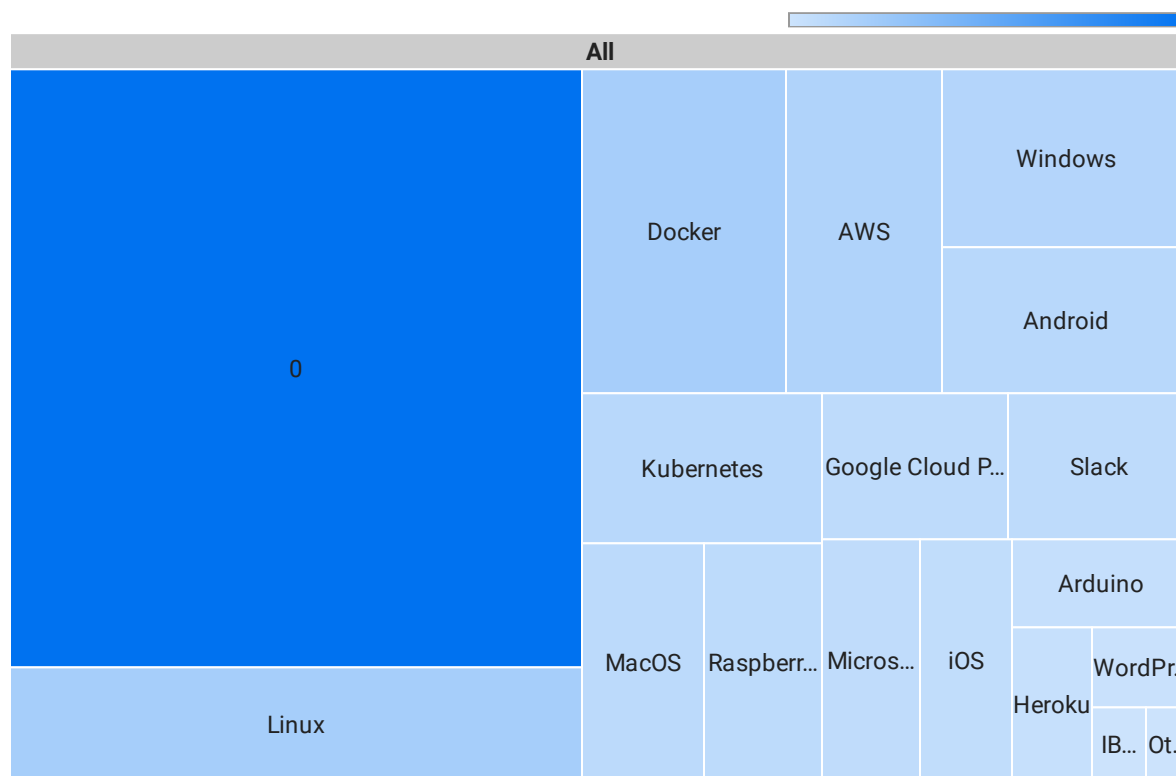 All
0
Linux
Docker
AWS
Windows
Android
Kubernetes
Google Cloud P...
Slack
MacOS
Raspberr...
Micros...
iOS
Arduino
Heroku
WordPr.
IB...
Ot.